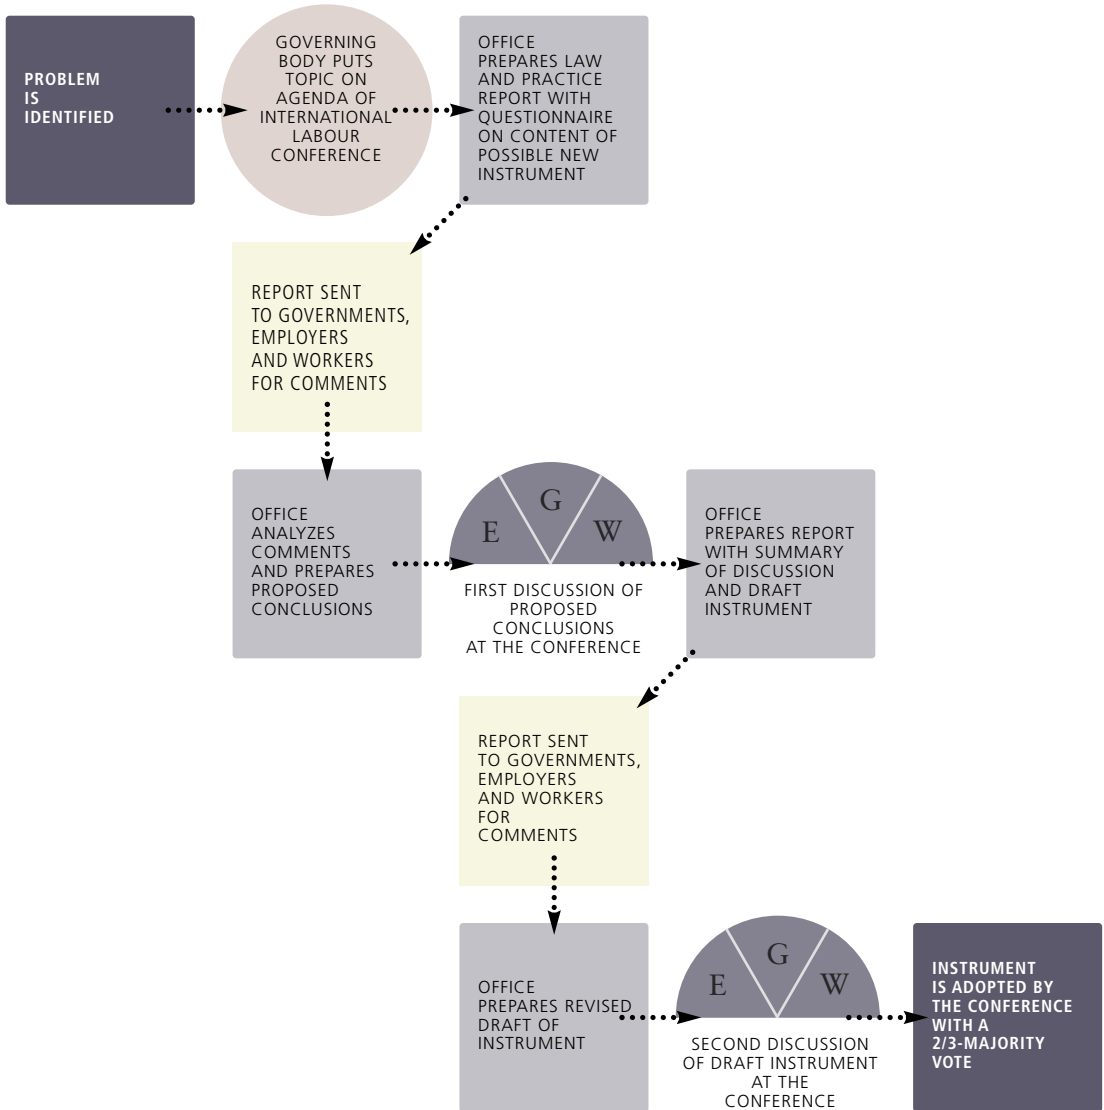 PROBLEM
IS
IDENTIFIED
GOVERNING
BODY PUTS
TOPIC ON
AGENDA OF
INTERNATIONAL
LABOUR
CONFERENCE
OFFICE
PREPARES LAW
AND PRACTICE
REPORT WITH
QUESTIONNAIRE
ON CONTENT OF
POSSIBLE NEW
INSTRUMENT
REPORT SENT
TO GOVERNMENTS,
EMPLOYERS
AND WORKERS
FOR COMMENTS
OFFICE
ANALYZES
COMMENTS
AND PREPARES
PROPOSED
CONCLUSIONS
E G W
FIRST DISCUSSION OF
PROPOSED
CONCLUSIONS
AT THE CONFERENCE
OFFICE
PREPARES REPORT
WITH SUMMARY
OF DISCUSSION
AND DRAFT
INSTRUMENT
REPORT SENT
TO GOVERNMENTS,
EMPLOYERS
AND WORKERS
FOR
COMMENTS
OFFICE
PREPARES REVISED
DRAFT OF
INSTRUMENT
E G W
SECOND DISCUSSION
OF DRAFT INSTRUMENT
AT THE
CONFERENCE
INSTRUMENT
IS ADOPTED BY
THE CONFERENCE
WITH A
2/3-MAJORITY
VOTE